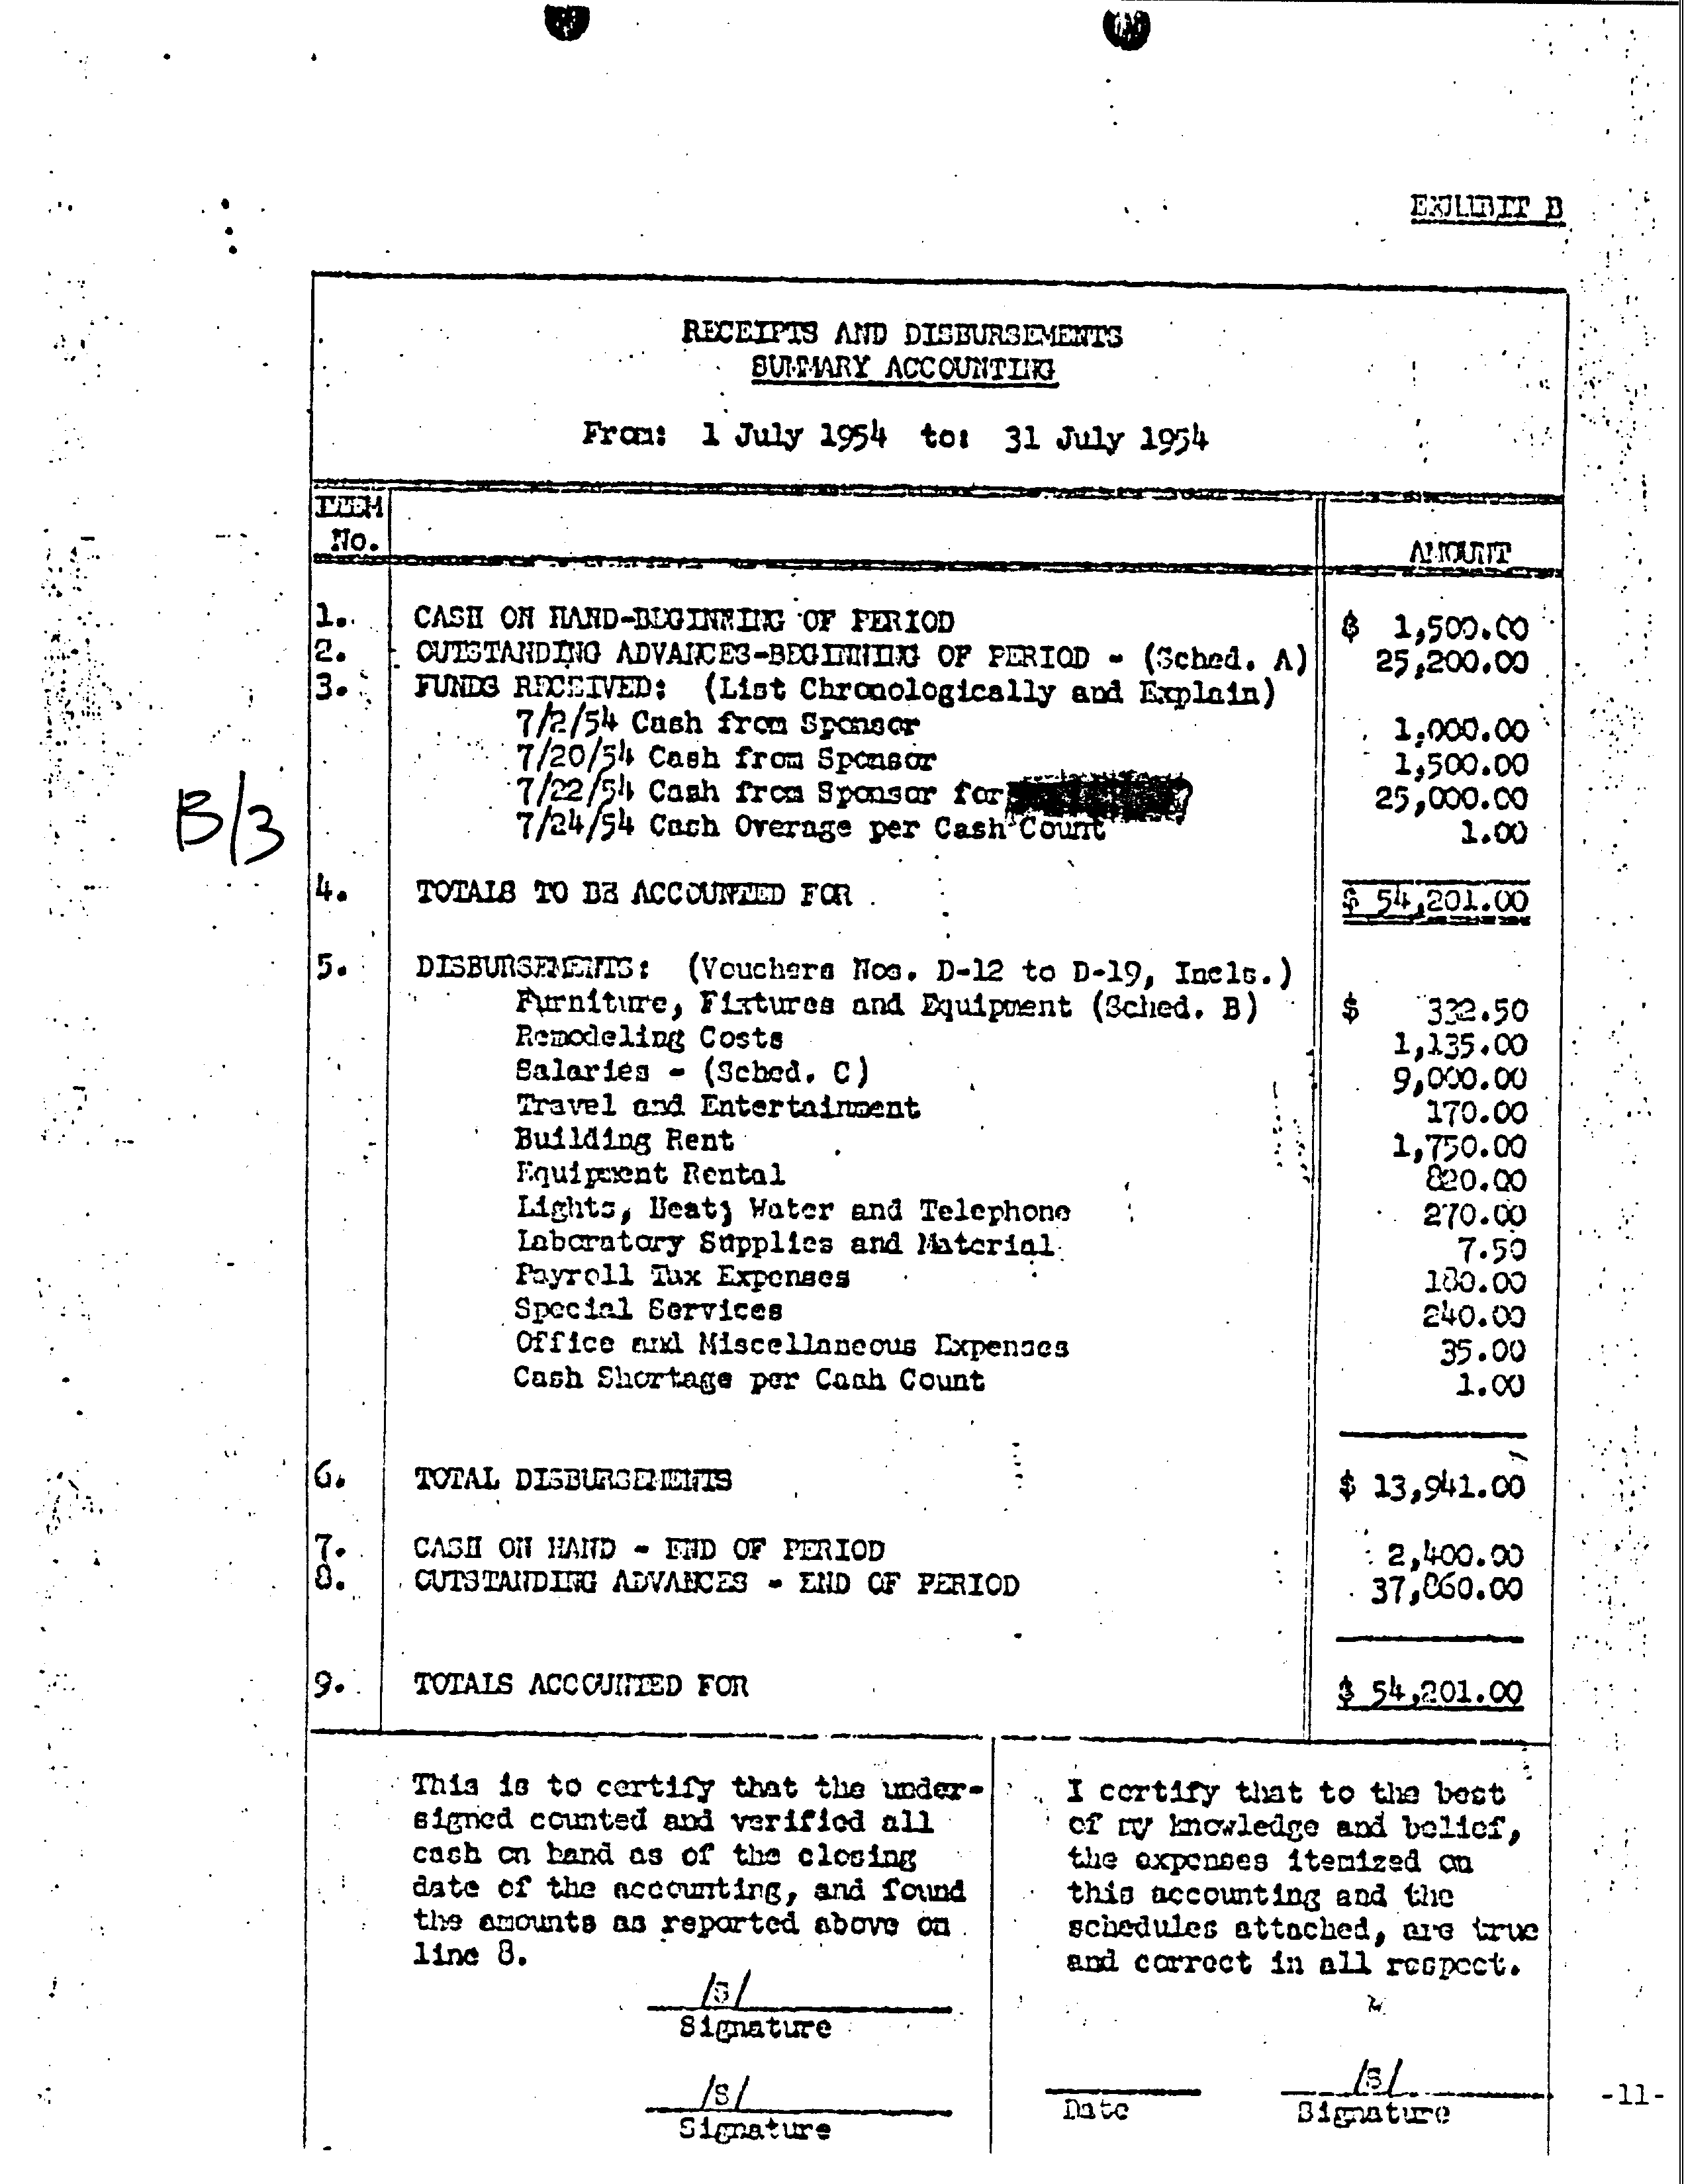 EXHIBIT B
RECEIPTS AND DISBURSEMENTS
SUMMARY ACCOUNTING
From: 1 July 1954 to: 31 July 1954
ITEM
No.
AMOUNT
1. CASH ON HAND-BEGINNING OF PERIOD $ 1,500.00
2. OUTSTANDING ADVANCES-BEGINNING OF PERIOD - (Sched. A) 25,200.00
3. FUNDS RECEIVED: (List Chronologically and Explain)
7/2/54 Cash from Sponsor 1,000.00
7/20/54 Cash from Sponsor 1,500.00
7/22/54 Cash from Sponsor for 25,000.00
7/24/54 Cash Overage per Cash Count 1.00
B/3
4. TOTALS TO BE ACCOUNTED FOR $ 54,201.00
5. DISBURSEMENTS: (Vouchers Nos. D-12 to D-19, Incls.)
Furniture, Fixtures and Equipment (Sched. B) $ 332.50
Remodeling Costs 1,135.00
Salaries - (Sched. C) 9,000.00
Travel and Entertainment 170.00
Building Rent 1,750.00
Equipment Rental 820.00
Lights, Heat, Water and Telephone 270.00
Laboratory Supplies and Material 7.50
Payroll Tax Expenses 180.00
Special Services 240.00
Office and Miscellaneous Expenses 35.00
Cash Shortage per Cash Count 1.00
6. TOTAL DISBURSEMENTS $ 13,941.00
7. CASH ON HAND - END OF PERIOD 2,400.00
8. OUTSTANDING ADVANCES - END OF PERIOD 37,860.00
9. TOTALS ACCOUNTED FOR $ 54,201.00
This is to certify that the under-
signed counted and verified all
cash on hand as of the closing
date of the accounting, and found
the amounts as reported above on
line 8.
/S/
Signature
/S/
Signature
I certify that to the best
of my knowledge and belief,
the expenses itemized on
this accounting and the
schedules attached, are true
and correct in all respect.
/S/
Date Signature
-11-